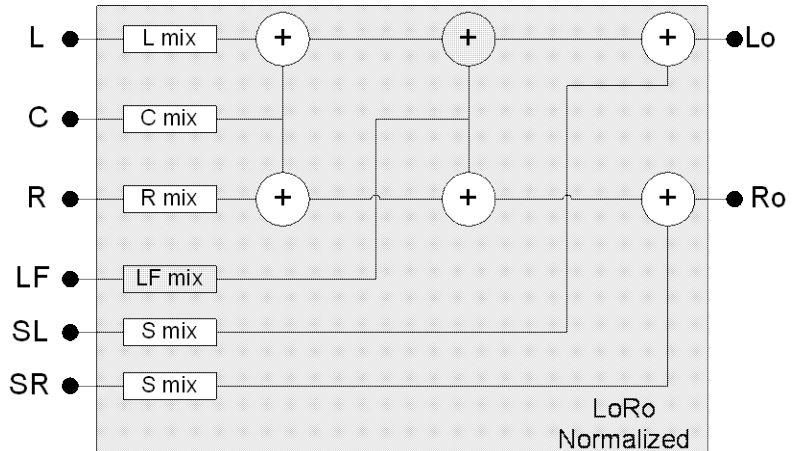 L
L mix
+
+
+
Lo
C
C mix
R
R mix
+
+
+
Ro
LF
LF mix
SL
S mix
SR
S mix
LoRo
Normalized